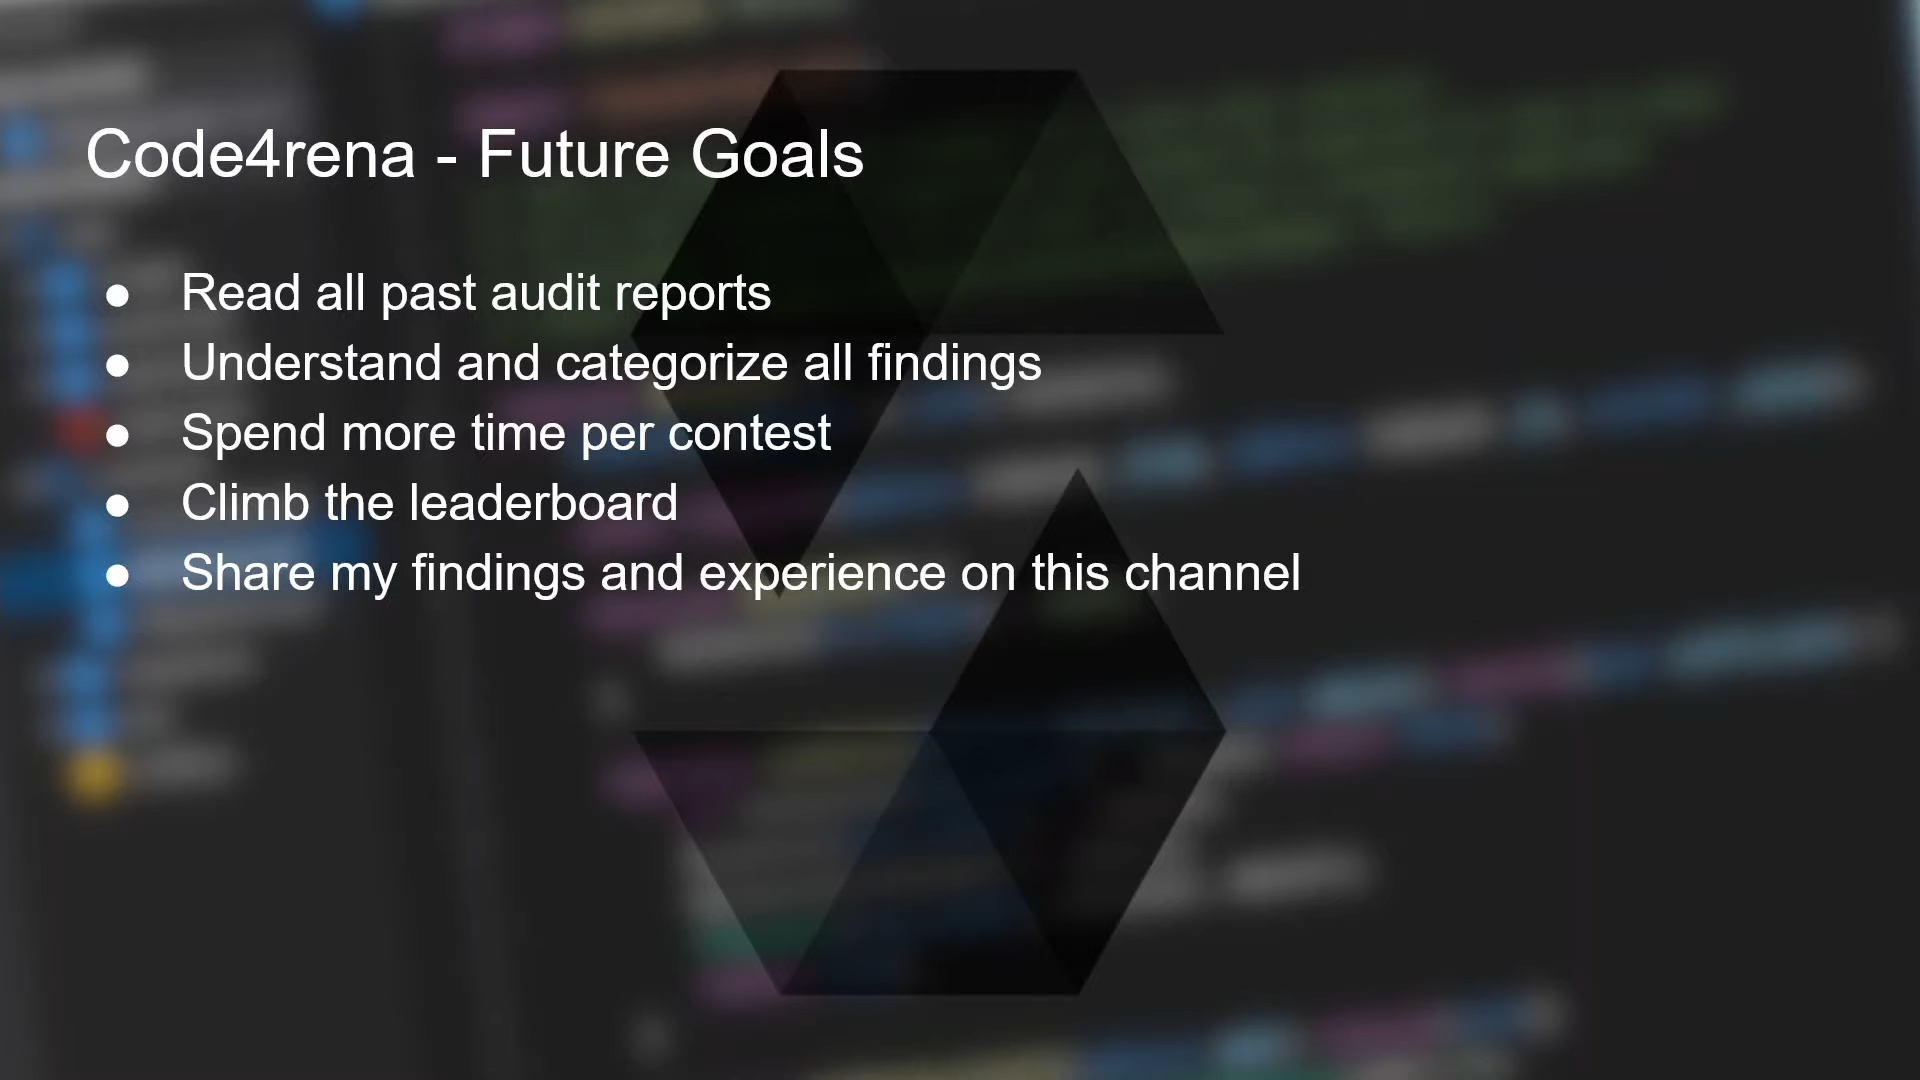 Code4rena - Future Goals
● Read all past audit reports
● Understand and categorize all findings
● Spend more time per contest
● Climb the leaderboard
● Share my findings and experience on this channel